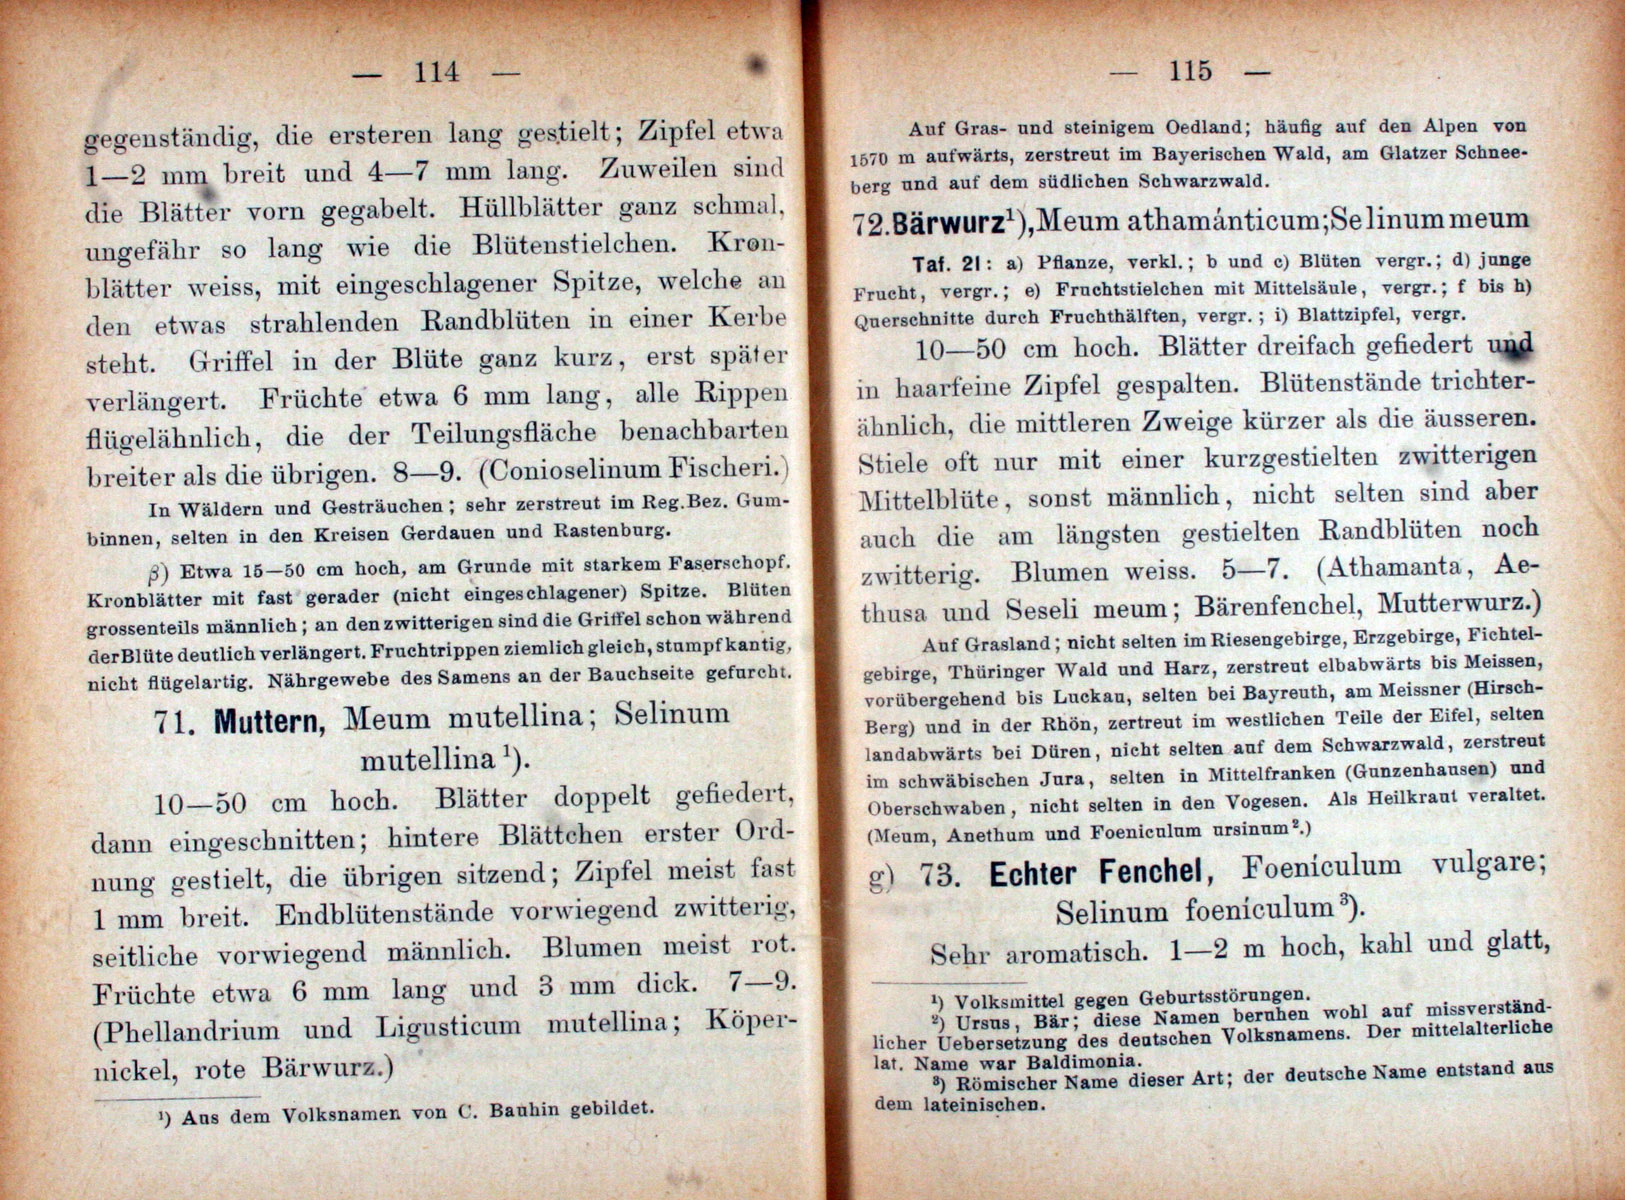 — 114 —
gegenständig, die ersteren lang gestielt; Zipfel etwa
1—2 mm breit und 4—7 mm lang. Zuweilen sind
die Blätter vorn gegabelt. Hüllblätter ganz schmal,
ungefähr so lang wie die Blütenstielchen. Kron-
blätter weiss, mit eingeschlagener Spitze, welche an
den etwas strahlenden Randblüten in einer Kerbe
steht. Griffel in der Blüte ganz kurz, erst später
verlängert. Früchte etwa 6 mm lang, alle Rippen
flügelähnlich, die der Teilungsfläche benachbarten
breiter als die übrigen. 8—9. (Conioselinum Fischeri.)
In Wäldern und Gesträuchen; sehr zerstreut im Reg.Bez. Gum-
binnen, selten in den Kreisen Gerdauen und Rastenburg.
β) Etwa 15—50 cm hoch, am Grunde mit starkem Faserschopf.
Kronblätter mit fast gerader (nicht eingeschlagener) Spitze. Blüten
grossenteils männlich; an den zwitterigen sind die Griffel schon während
der Blüte deutlich verlängert. Fruchtrippen ziemlich gleich, stumpfkantig,
nicht flügelartig. Nährgewebe des Samens an der Bauchseite gefurcht.
71. Muttern, Meum mutellina; Selinum
mutellina ¹).
10—50 cm hoch. Blätter doppelt gefiedert,
dann eingeschnitten; hintere Blättchen erster Ord-
nung gestielt, die übrigen sitzend; Zipfel meist fast
1 mm breit. Endblütenstände vorwiegend zwitterig,
seitliche vorwiegend männlich. Blumen meist rot.
Früchte etwa 6 mm lang und 3 mm dick. 7—9.
(Phellandrium und Ligusticum mutellina; Köper-
nickel, rote Bärwurz.)
¹) Aus dem Volksnamen von C. Bauhin gebildet.
— 115 —
Auf Gras- und steinigem Oedland; häufig auf den Alpen von
1570 m aufwärts, zerstreut im Bayerischen Wald, am Glatzer Schnee-
berg und auf dem südlichen Schwarzwald.
72. Bärwurz¹), Meum athamánticum; Selinum meum
Taf. 21: a) Pflanze, verkl.; b und c) Blüten vergr.; d) junge
Frucht, vergr.; e) Fruchtstielchen mit Mittelsäule, vergr.; f bis h)
Querschnitte durch Fruchthälften, vergr.; i) Blattzipfel, vergr.
10—50 cm hoch. Blätter dreifach gefiedert und
in haarfeine Zipfel gespalten. Blütenstände trichter-
ähnlich, die mittleren Zweige kürzer als die äusseren.
Stiele oft nur mit einer kurzgestielten zwitterigen
Mittelblüte, sonst männlich, nicht selten sind aber
auch die am längsten gestielten Randblüten noch
zwitterig. Blumen weiss. 5—7. (Athamanta, Ae-
thusa und Seseli meum; Bärenfenchel, Mutterwurz.)
Auf Grasland; nicht selten im Riesengebirge, Erzgebirge, Fichtel-
gebirge, Thüringer Wald und Harz, zerstreut elbabwärts bis Meissen,
vorübergehend bis Luckau, selten bei Bayreuth, am Meissner (Hirsch-
Berg) und in der Rhön, zertreut im westlichen Teile der Eifel, selten
landabwärts bei Düren, nicht selten auf dem Schwarzwald, zerstreut
im schwäbischen Jura, selten in Mittelfranken (Gunzenhausen) und
Oberschwaben, nicht selten in den Vogesen. Als Heilkraut veraltet.
(Meum, Anethum und Foeniculum ursinum².)
g) 73. Echter Fenchel, Foeniculum vulgare;
Selinum foeniculum³).
Sehr aromatisch. 1—2 m hoch, kahl und glatt,
¹) Volksmittel gegen Geburtsstörungen.
²) Ursus, Bär; diese Namen beruhen wohl auf missverständ-
licher Uebersetzung des deutschen Volksnamens. Der mittelalterliche
lat. Name war Baldimonia.
³) Römischer Name dieser Art; der deutsche Name entstand aus
dem lateinischen.